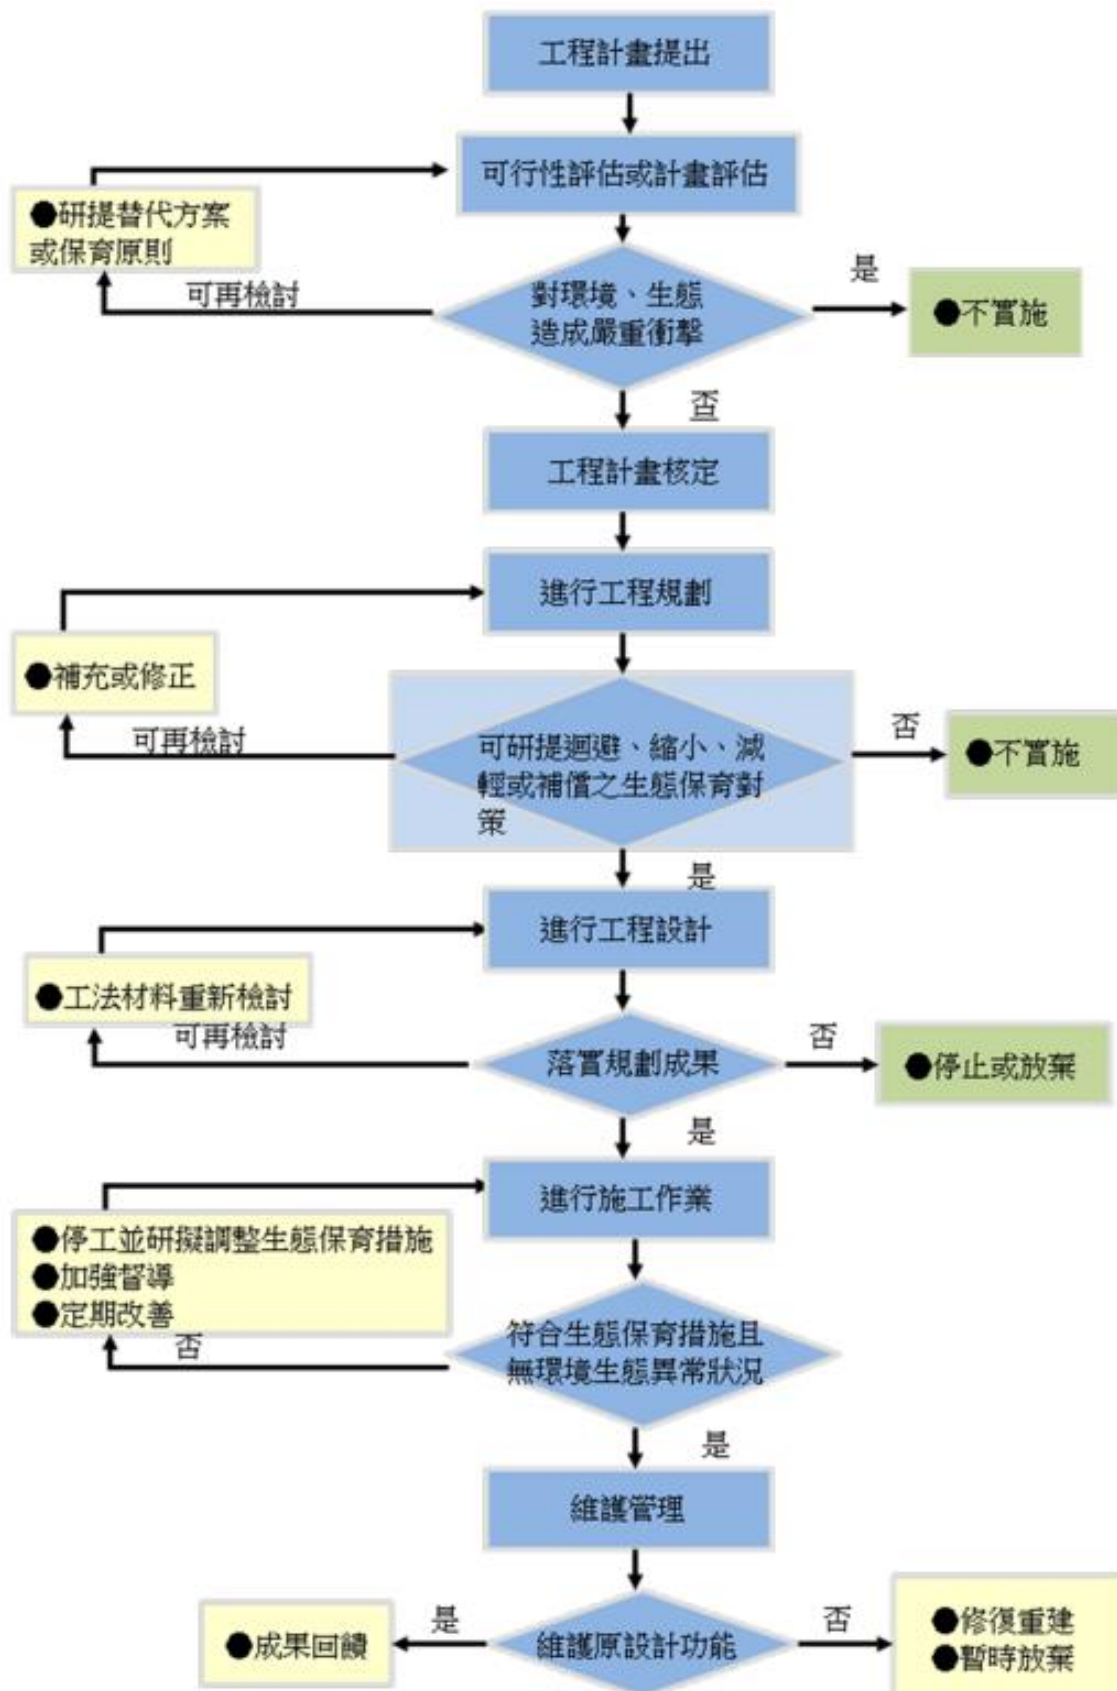 工程計畫提出
可行性評估或計畫評估
●研提替代方案
或保育原則
可再檢討
對環境、生態
造成嚴重衝擊
是
●不實施
否
工程計畫核定
進行工程規劃
●補充或修正
可再檢討
可研提迴避、縮小、減
輕或補償之生態保育對
策
否
●不實施
是
進行工程設計
●工法材料重新檢討
可再檢討
落實規劃成果
否
●停止或放棄
是
進行施工作業
●停工並研擬調整生態保育措施
●加強督導
●定期改善
否
符合生態保育措施且
無環境生態異常狀況
是
維護管理
●成果回饋
是
維護原設計功能
否
●修復重建
●暫時放棄